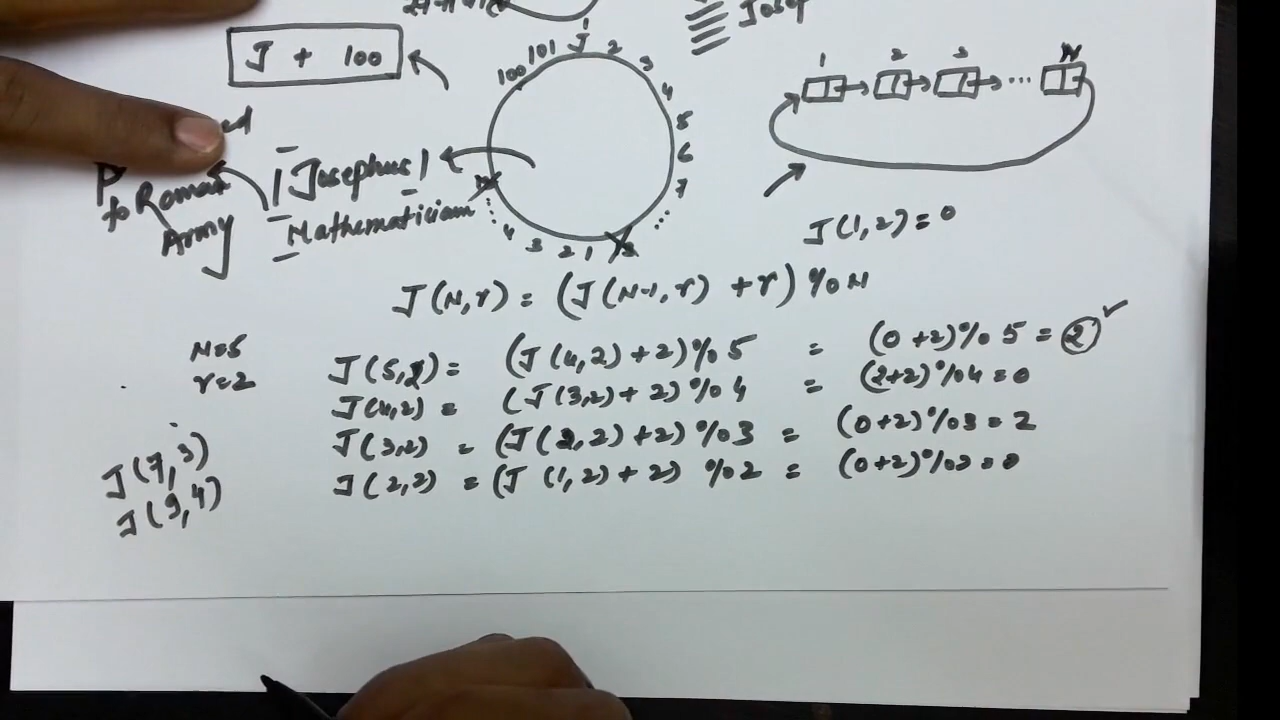 J + 100
100 101 J 1 2 3 4 5 6 7 ...
1 2 3 ... N
Josephus
Mathematician
to Roman
Army
... 4 3 2 1
J(1,2)=0
J(N,r) = (J(N-1,r) + r) % N
N=5
r=2
J(5,2) = (J(4,2)+2)%5 = (0+2)%5 = 2 ✓
J(4,2) = (J(3,2)+2)%4 = (2+2)%4=0
J(3,2) = (J(2,2)+2)%3 = (0+2)%3=2
J(2,2) = (J(1,2)+2) %2 = (0+2)%2=0
J(7,3)
J(9,4)